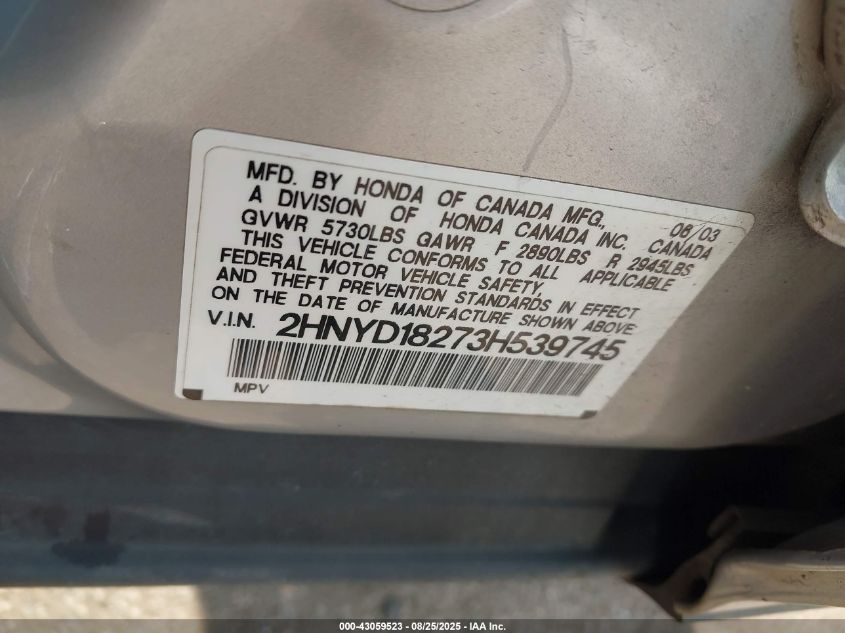 MFD. BY HONDA OF CANADA MFG., 06/03
A DIVISION OF HONDA CANADA INC. CANADA
GVWR 5730LBS GAWR F 2890LBS R 2945LBS
THIS VEHICLE CONFORMS TO ALL APPLICABLE
FEDERAL MOTOR VEHICLE SAFETY,
AND THEFT PREVENTION STANDARDS IN EFFECT
ON THE DATE OF MANUFACTURE SHOWN ABOVE
V.I.N. 2HNYD18273H539745
MPV
000-43059523 - 08/25/2025 - IAA Inc.